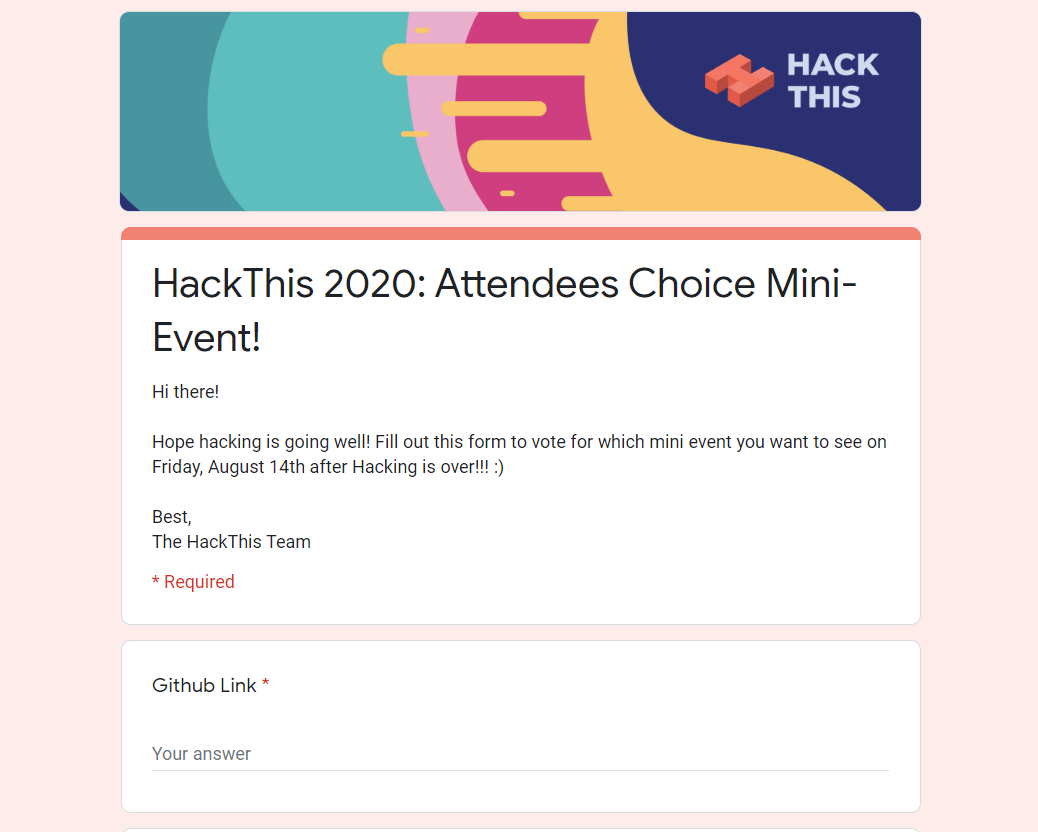 HACK
THIS
HackThis 2020: Attendees Choice Mini-
Event!
Hi there!
Hope hacking is going well! Fill out this form to vote for which mini event you want to see on
Friday, August 14th after Hacking is over!!! :)
Best,
The HackThis Team
* Required
Github Link *
Your answer